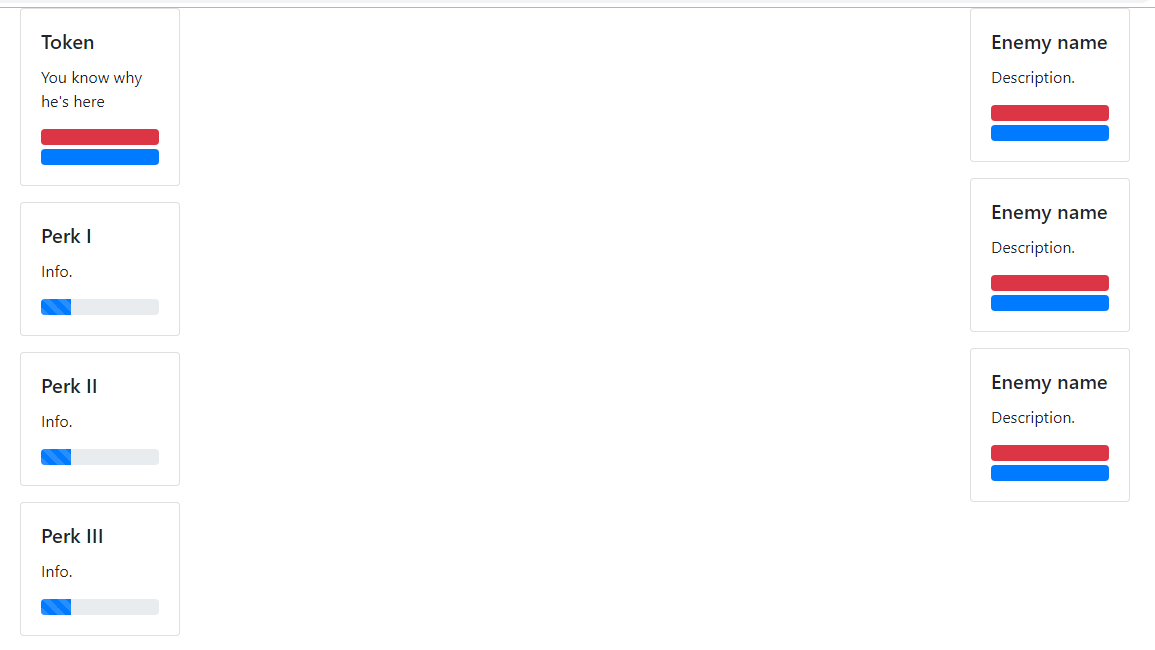 Token
You know why
he's here
Perk I
Info.
Perk II
Info.
Perk III
Info.
Enemy name
Description.
Enemy name
Description.
Enemy name
Description.